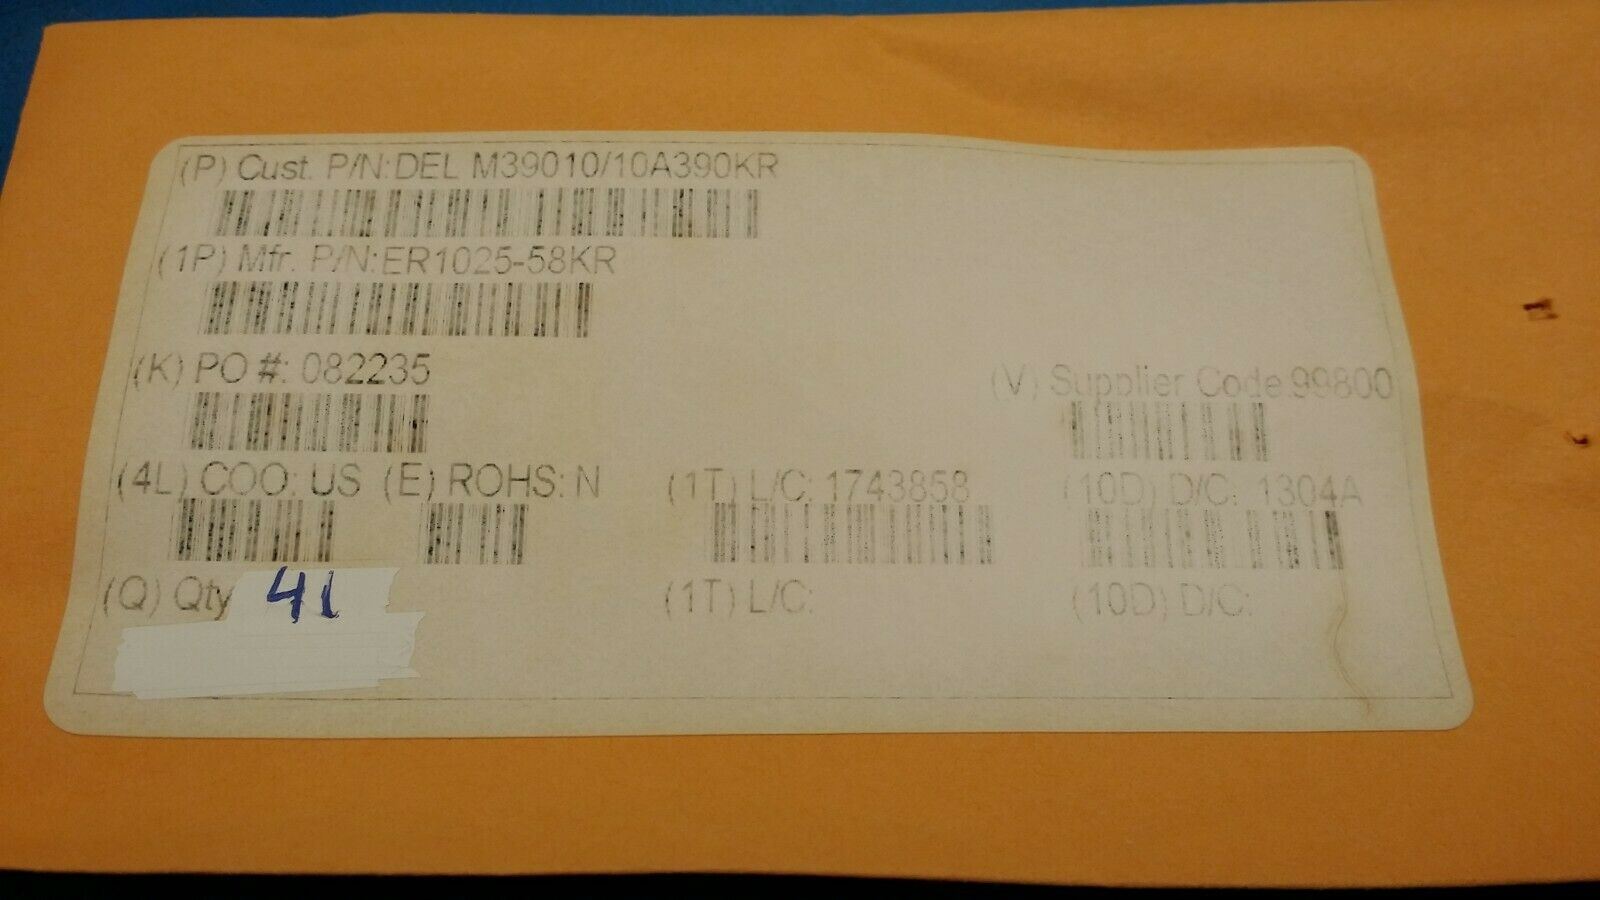 (P) Cust. P/N:DEL M39010/10A390KR
(1P) Mfr. P/N:ER1025-58KR
(K) PO #: 082235
(V) Supplier Code:99800
(4L) COO: US (E) ROHS: N (1T) L/C: 1743858 (10D) D/C: 1304A
(Q) Qty 41 (1T) L/C: (10D) D/C: